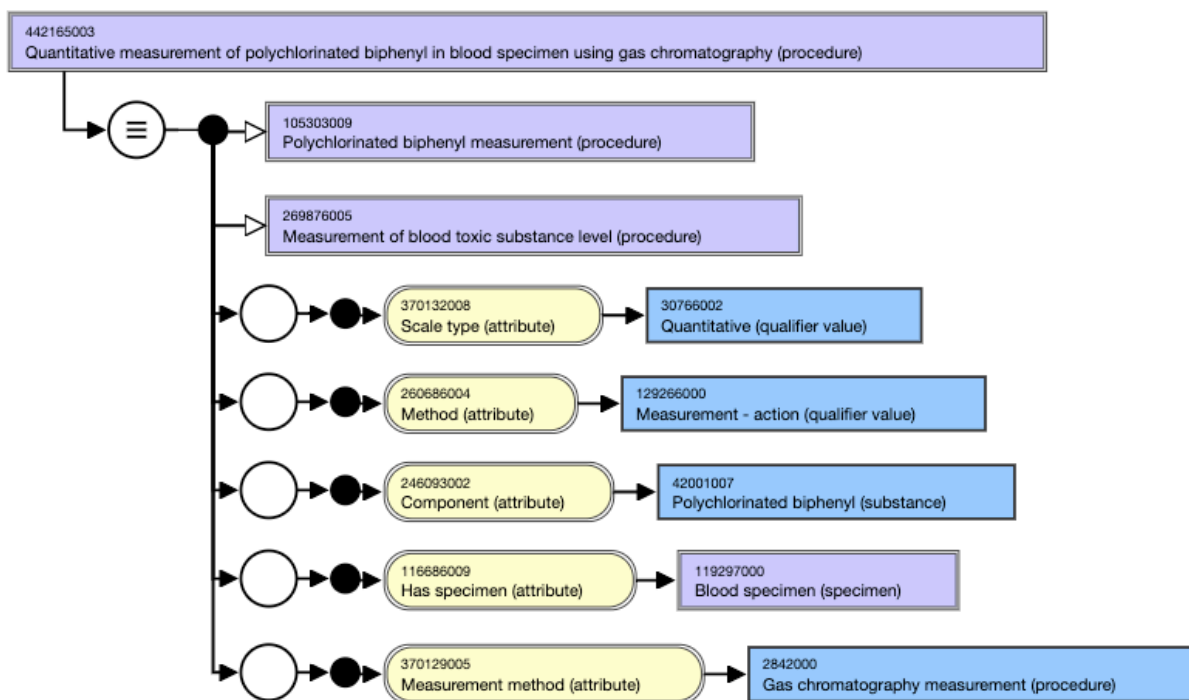 442165003
Quantitative measurement of polychlorinated biphenyl in blood specimen using gas chromatography (procedure)
105303009
Polychlorinated biphenyl measurement (procedure)
269876005
Measurement of blood toxic substance level (procedure)
370132008
Scale type (attribute)
30766002
Quantitative (qualifier value)
260686004
Method (attribute)
129266000
Measurement - action (qualifier value)
246093002
Component (attribute)
42001007
Polychlorinated biphenyl (substance)
116686009
Has specimen (attribute)
119297000
Blood specimen (specimen)
370129005
Measurement method (attribute)
2842000
Gas chromatography measurement (procedure)